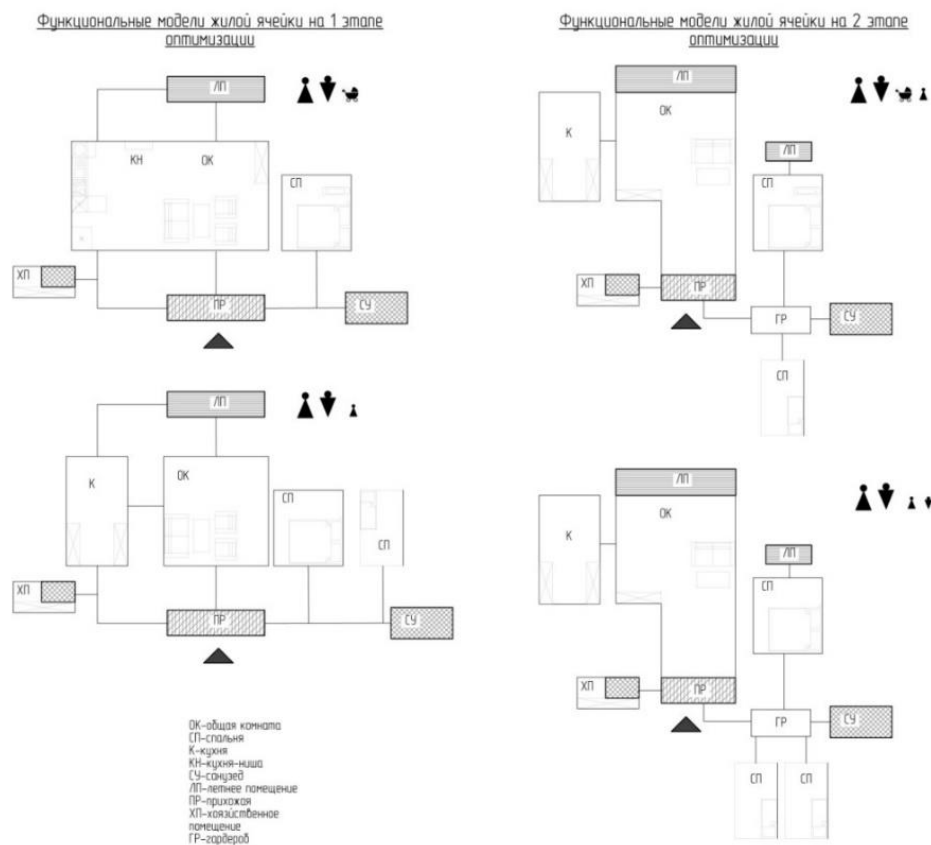 Функциональные модели жилой ячейки на 1 этапе
оптимизации
ЛП
КН
ОК
СП
ХП
ПР
СУ
ЛП
К
ОК
СП
СП
ХП
ПР
СУ
ОК-общая комната
СП-спальня
К-кухня
КН-кухня-ниша
СУ-санузел
ЛП-летнее помещение
ПР-прихожая
ХП-хозяйственное
помещение
ГР-гардероб
Функциональные модели жилой ячейки на 2 этапе
оптимизации
ЛП
К
ОК
ЛП
СП
ХП
ПР
ГР
СУ
СП
ЛП
К
ОК
ЛП
СП
ХП
ПР
ГР
СУ
СП
СП